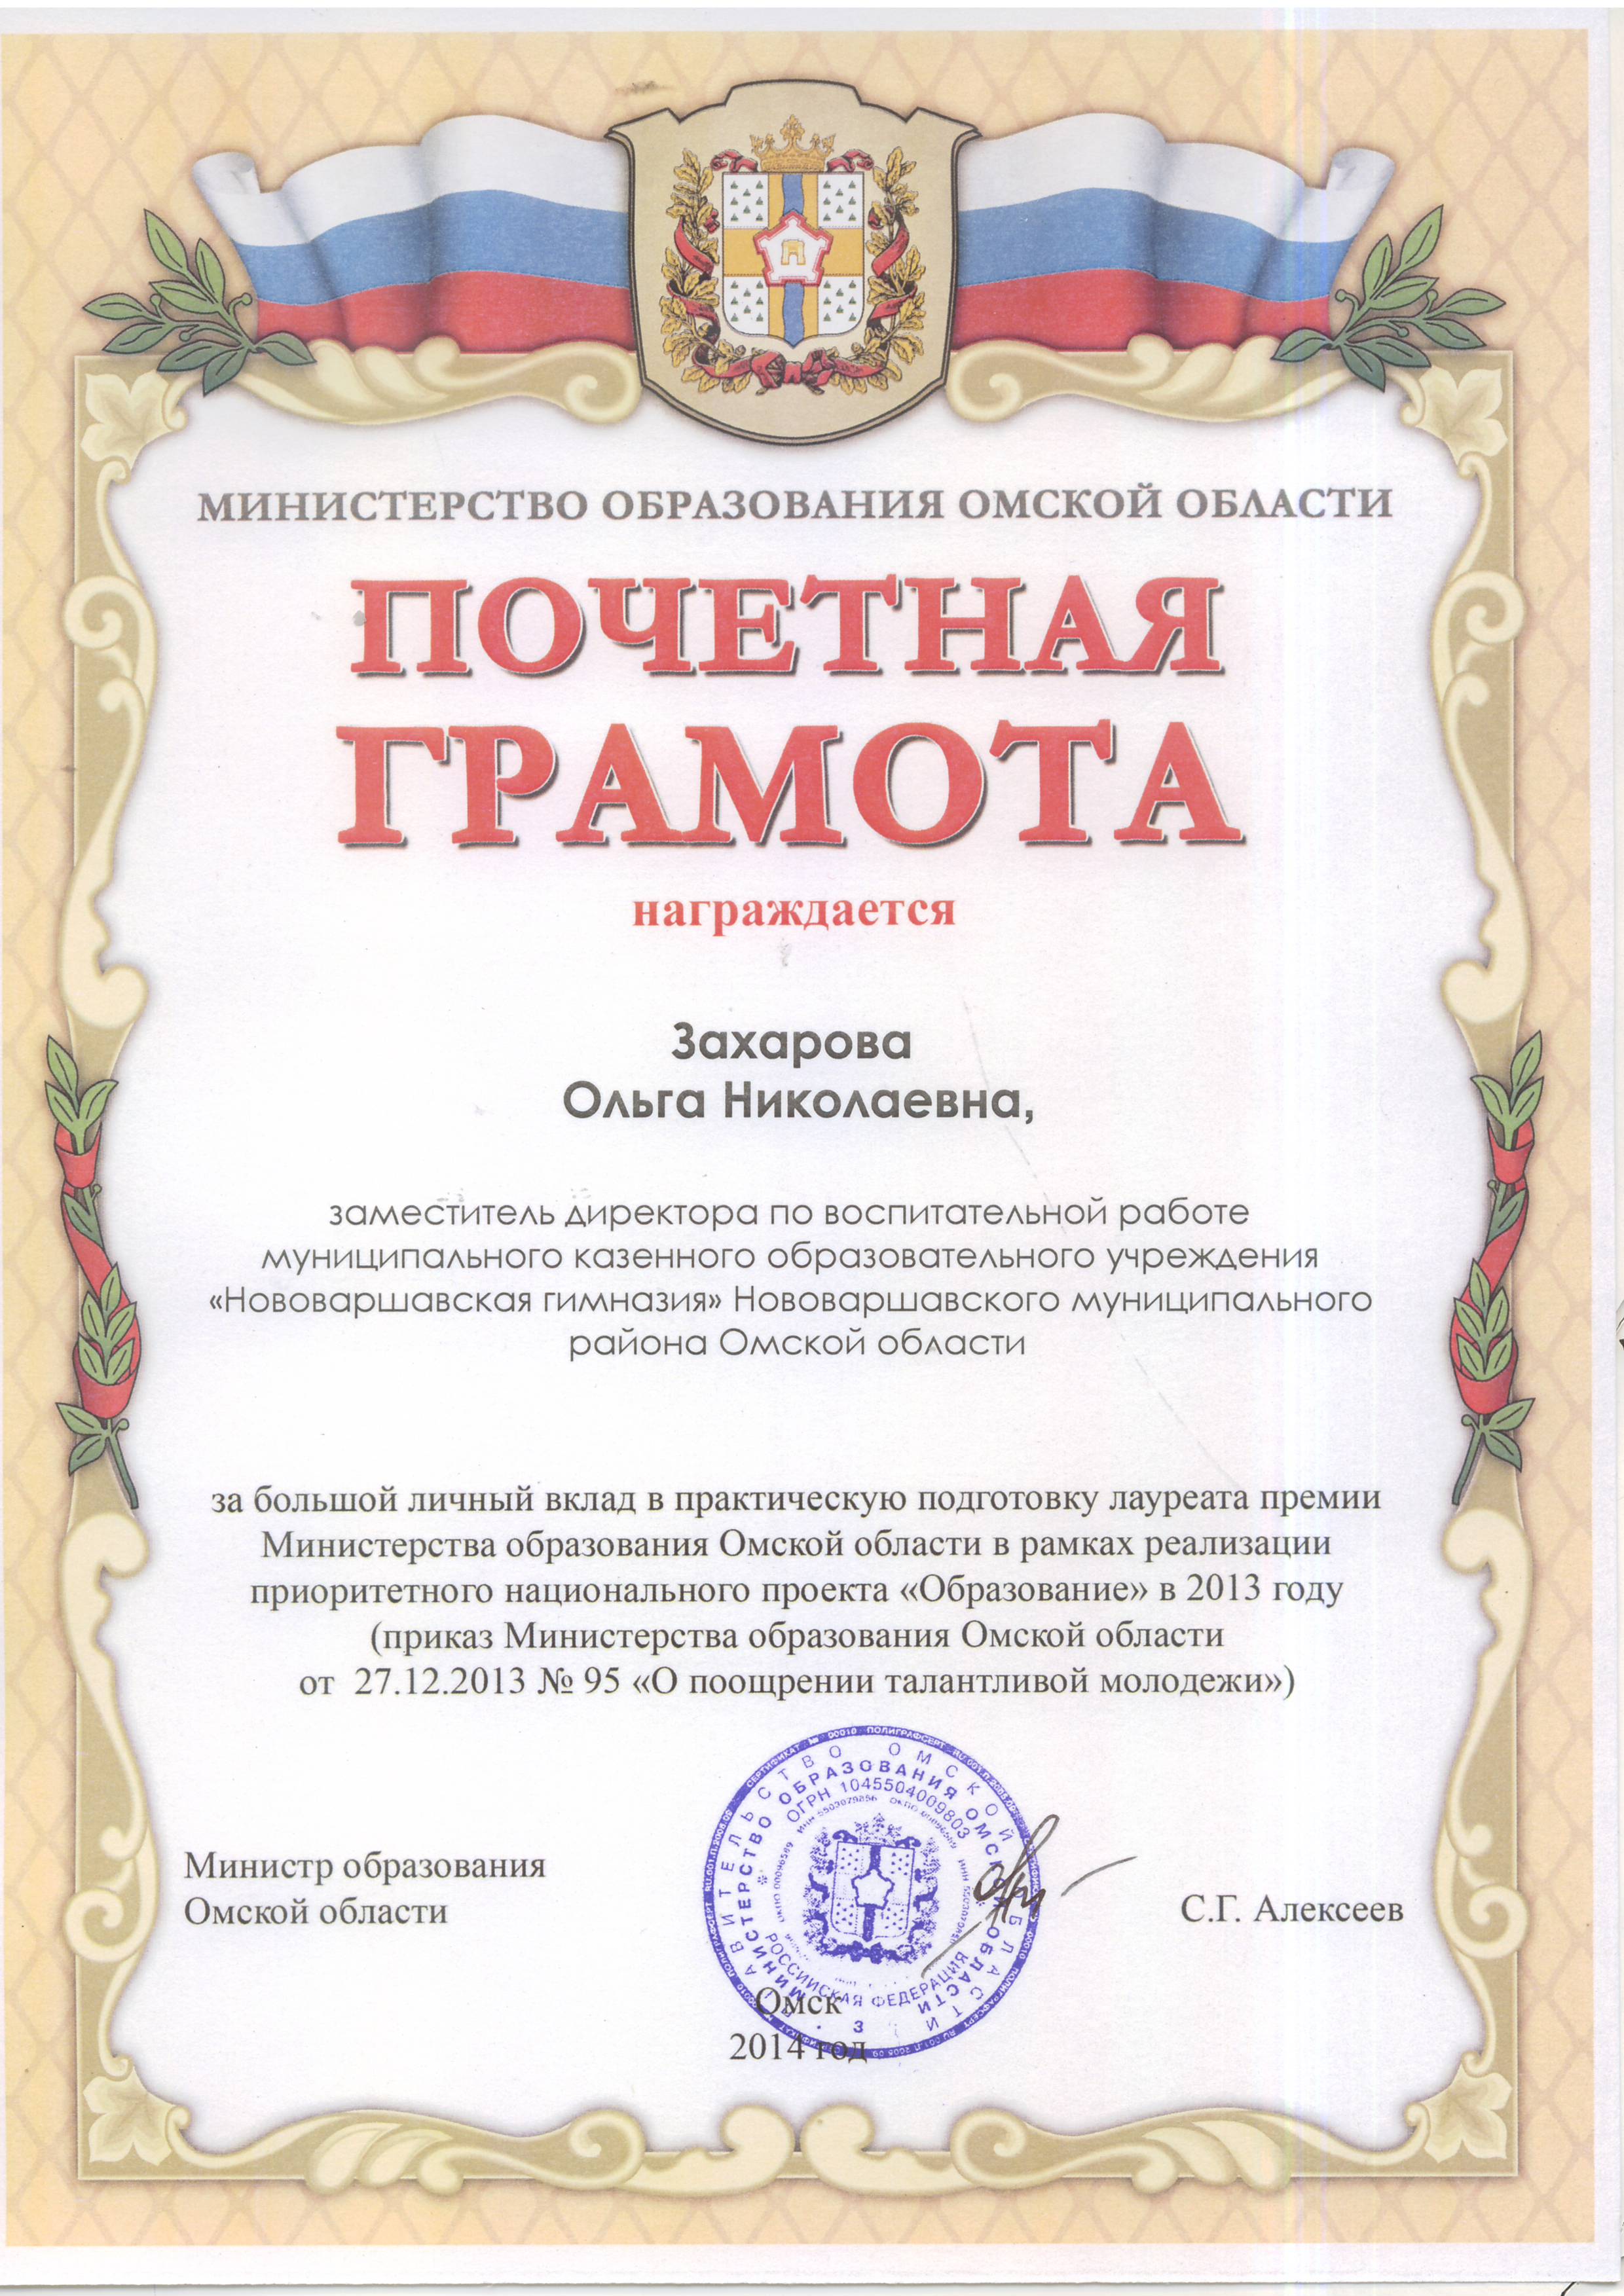 МИНИСТЕРСТВО ОБРАЗОВАНИЯ ОМСКОЙ ОБЛАСТИ
ПОЧЕТНАЯ
ГРАМОТА
награждается
Захарова
Ольга Николаевна,
заместитель директора по воспитательной работе
муниципального казенного образовательного учреждения
«Нововаршавская гимназия» Нововаршавского муниципального
района Омской области
за большой личный вклад в практическую подготовку лауреата премии
Министерства образования Омской области в рамках реализации
приоритетного национального проекта «Образование» в 2013 году
(приказ Министерства образования Омской области
от 27.12.2013 № 95 «О поощрении талантливой молодежи»)
Министр образования
Омской области
С.Г. Алексеев
ПРАВИТЕЛЬСТВО ОМСКОЙ ОБЛАСТИ
МИНИСТЕРСТВО ОБРАЗОВАНИЯ ОМСКОЙ ОБЛАСТИ
ОГРН 1045504009803
РОССИЙСКАЯ ФЕДЕРАЦИЯ
3
Омск
2014 год